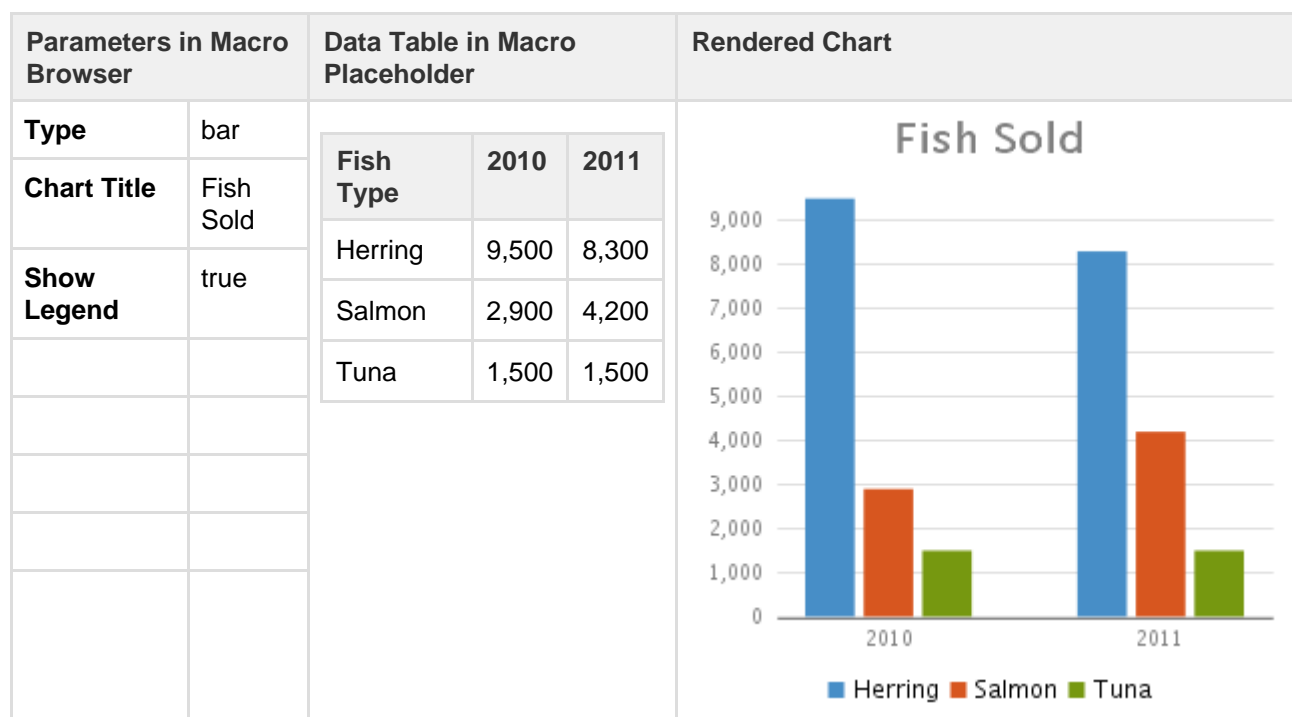 Parameters in Macro
Browser
Data Table in Macro
Placeholder
Rendered Chart
Type bar
Chart Title Fish
Sold
Show
Legend true
Fish
Type 2010 2011
Herring 9,500 8,300
Salmon 2,900 4,200
Tuna 1,500 1,500
Fish Sold
9,000
8,000
7,000
6,000
5,000
4,000
3,000
2,000
1,000
0
2010 2011
Herring Salmon Tuna